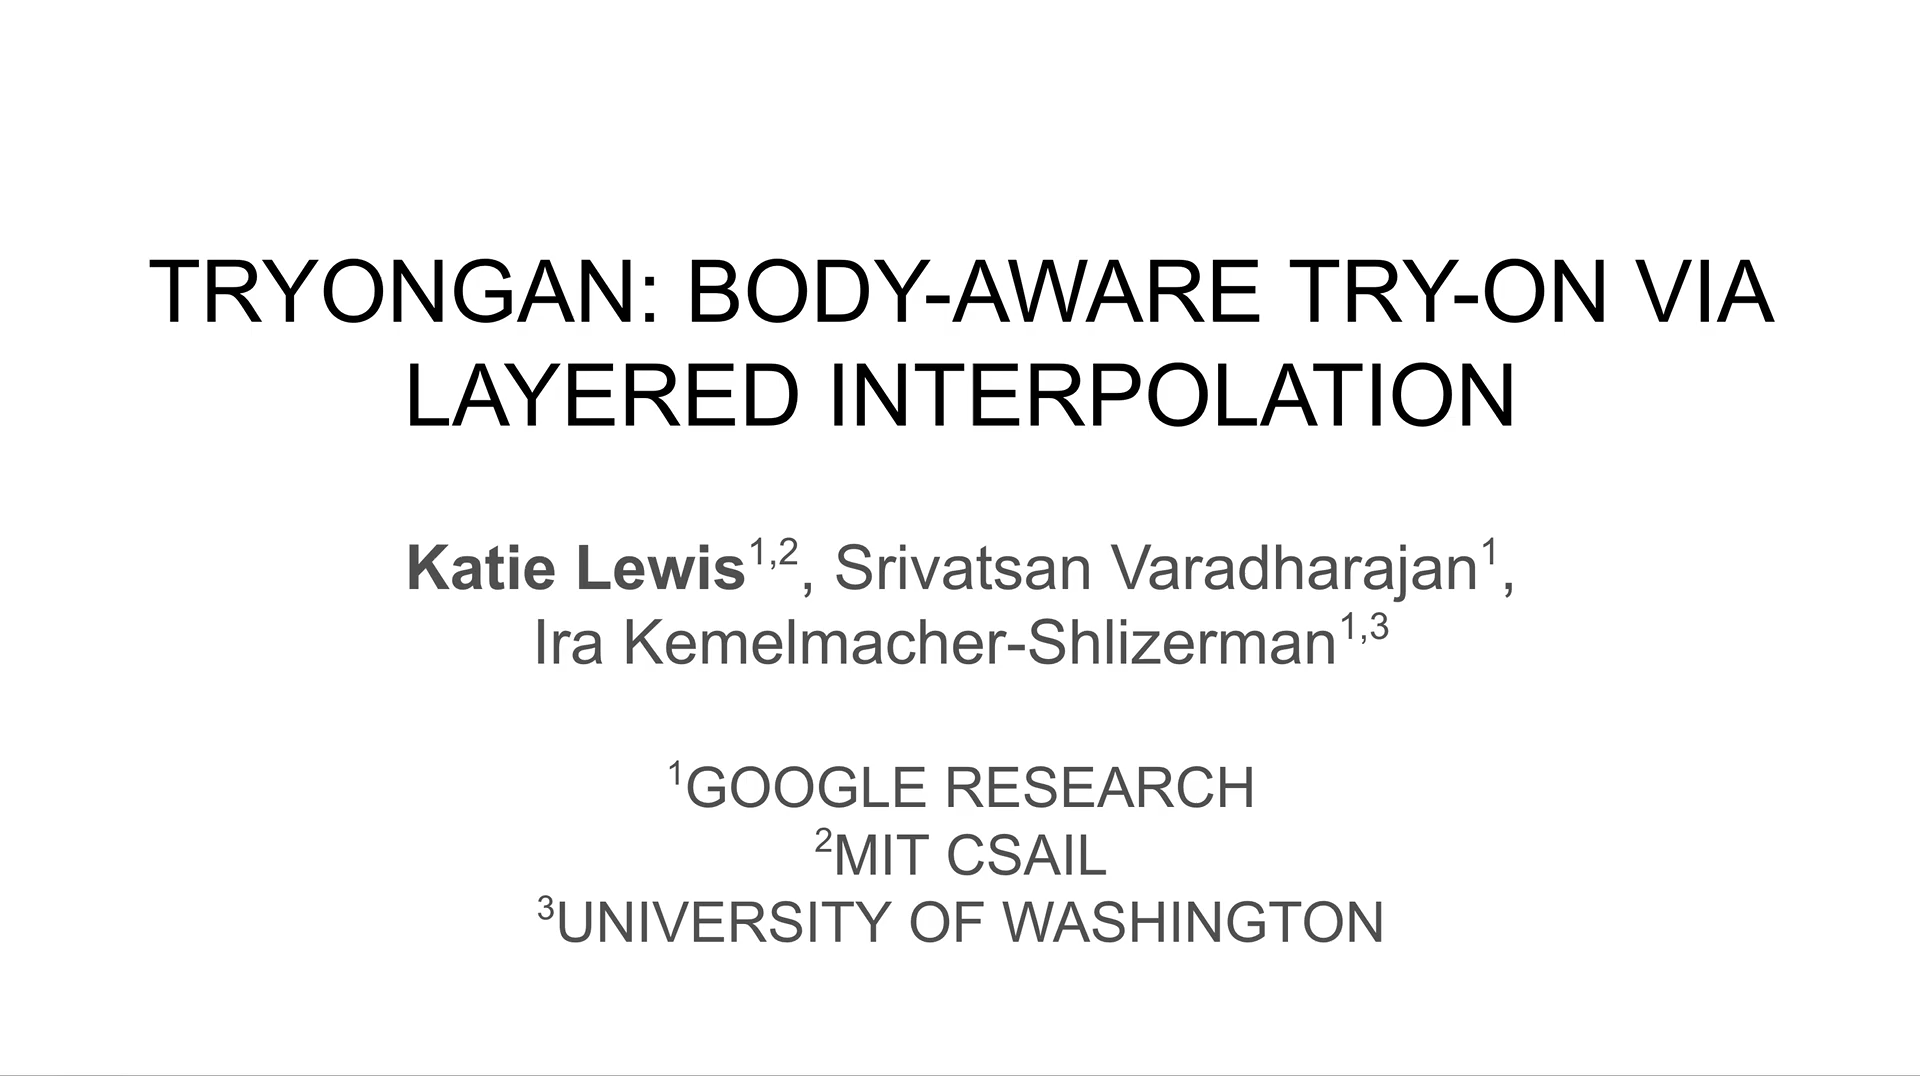 TRYONGAN: BODY-AWARE TRY-ON VIA
LAYERED INTERPOLATION
Katie Lewis¹,², Srivatsan Varadharajan¹,
Ira Kemelmacher-Shlizerman¹,³
¹GOOGLE RESEARCH
²MIT CSAIL
³UNIVERSITY OF WASHINGTON